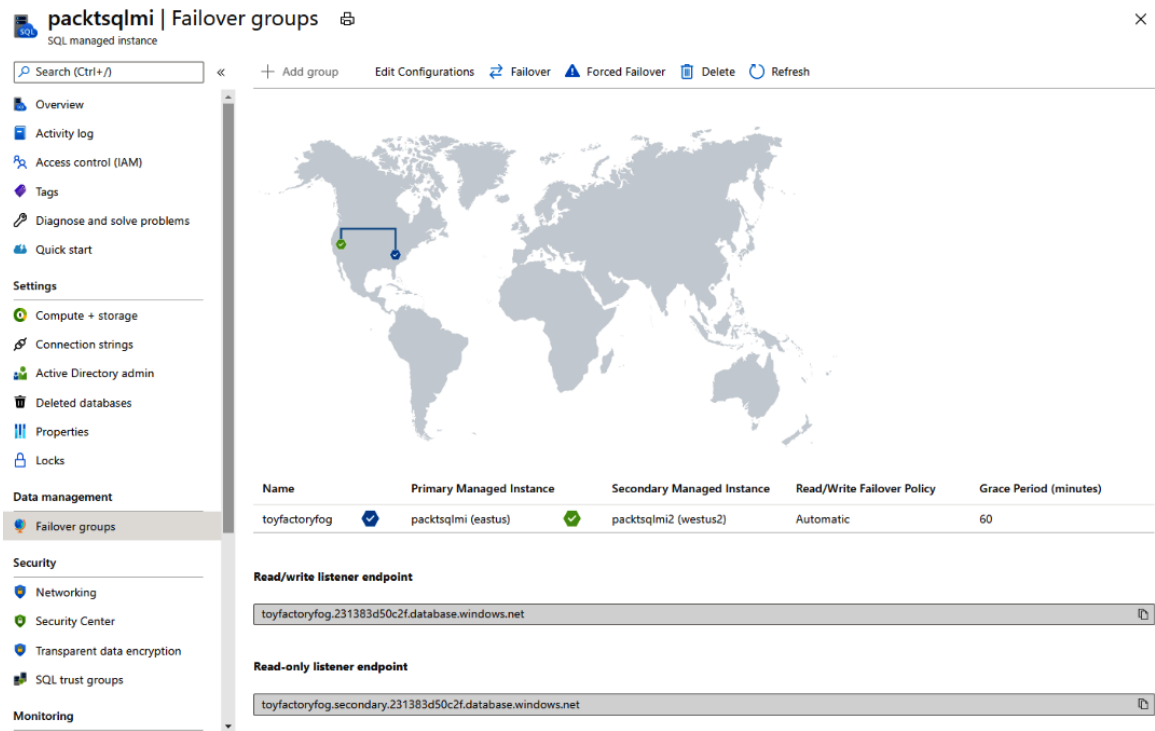 packtsqlmi | Failover groups
SQL
SQL managed instance
Search (Ctrl+/)
«
Add group
Edit Configurations
Failover
Forced Failover
Delete
Refresh
Overview
Activity log
Access control (IAM)
Tags
Diagnose and solve problems
Quick start
Settings
Compute + storage
Connection strings
Active Directory admin
Deleted databases
Properties
Locks
Data management
Failover groups
Security
Networking
Security Center
Transparent data encryption
SQL trust groups
Monitoring
Name Primary Managed Instance Secondary Managed Instance Read/Write Failover Policy Grace Period (minutes)
toyfactoryfog packtsqlmi (eastus) packtsqlmi2 (westus2) Automatic 60
Read/write listener endpoint
toyfactoryfog.231383d50c2f.database.windows.net
Read-only listener endpoint
toyfactoryfog.secondary.231383d50c2f.database.windows.net